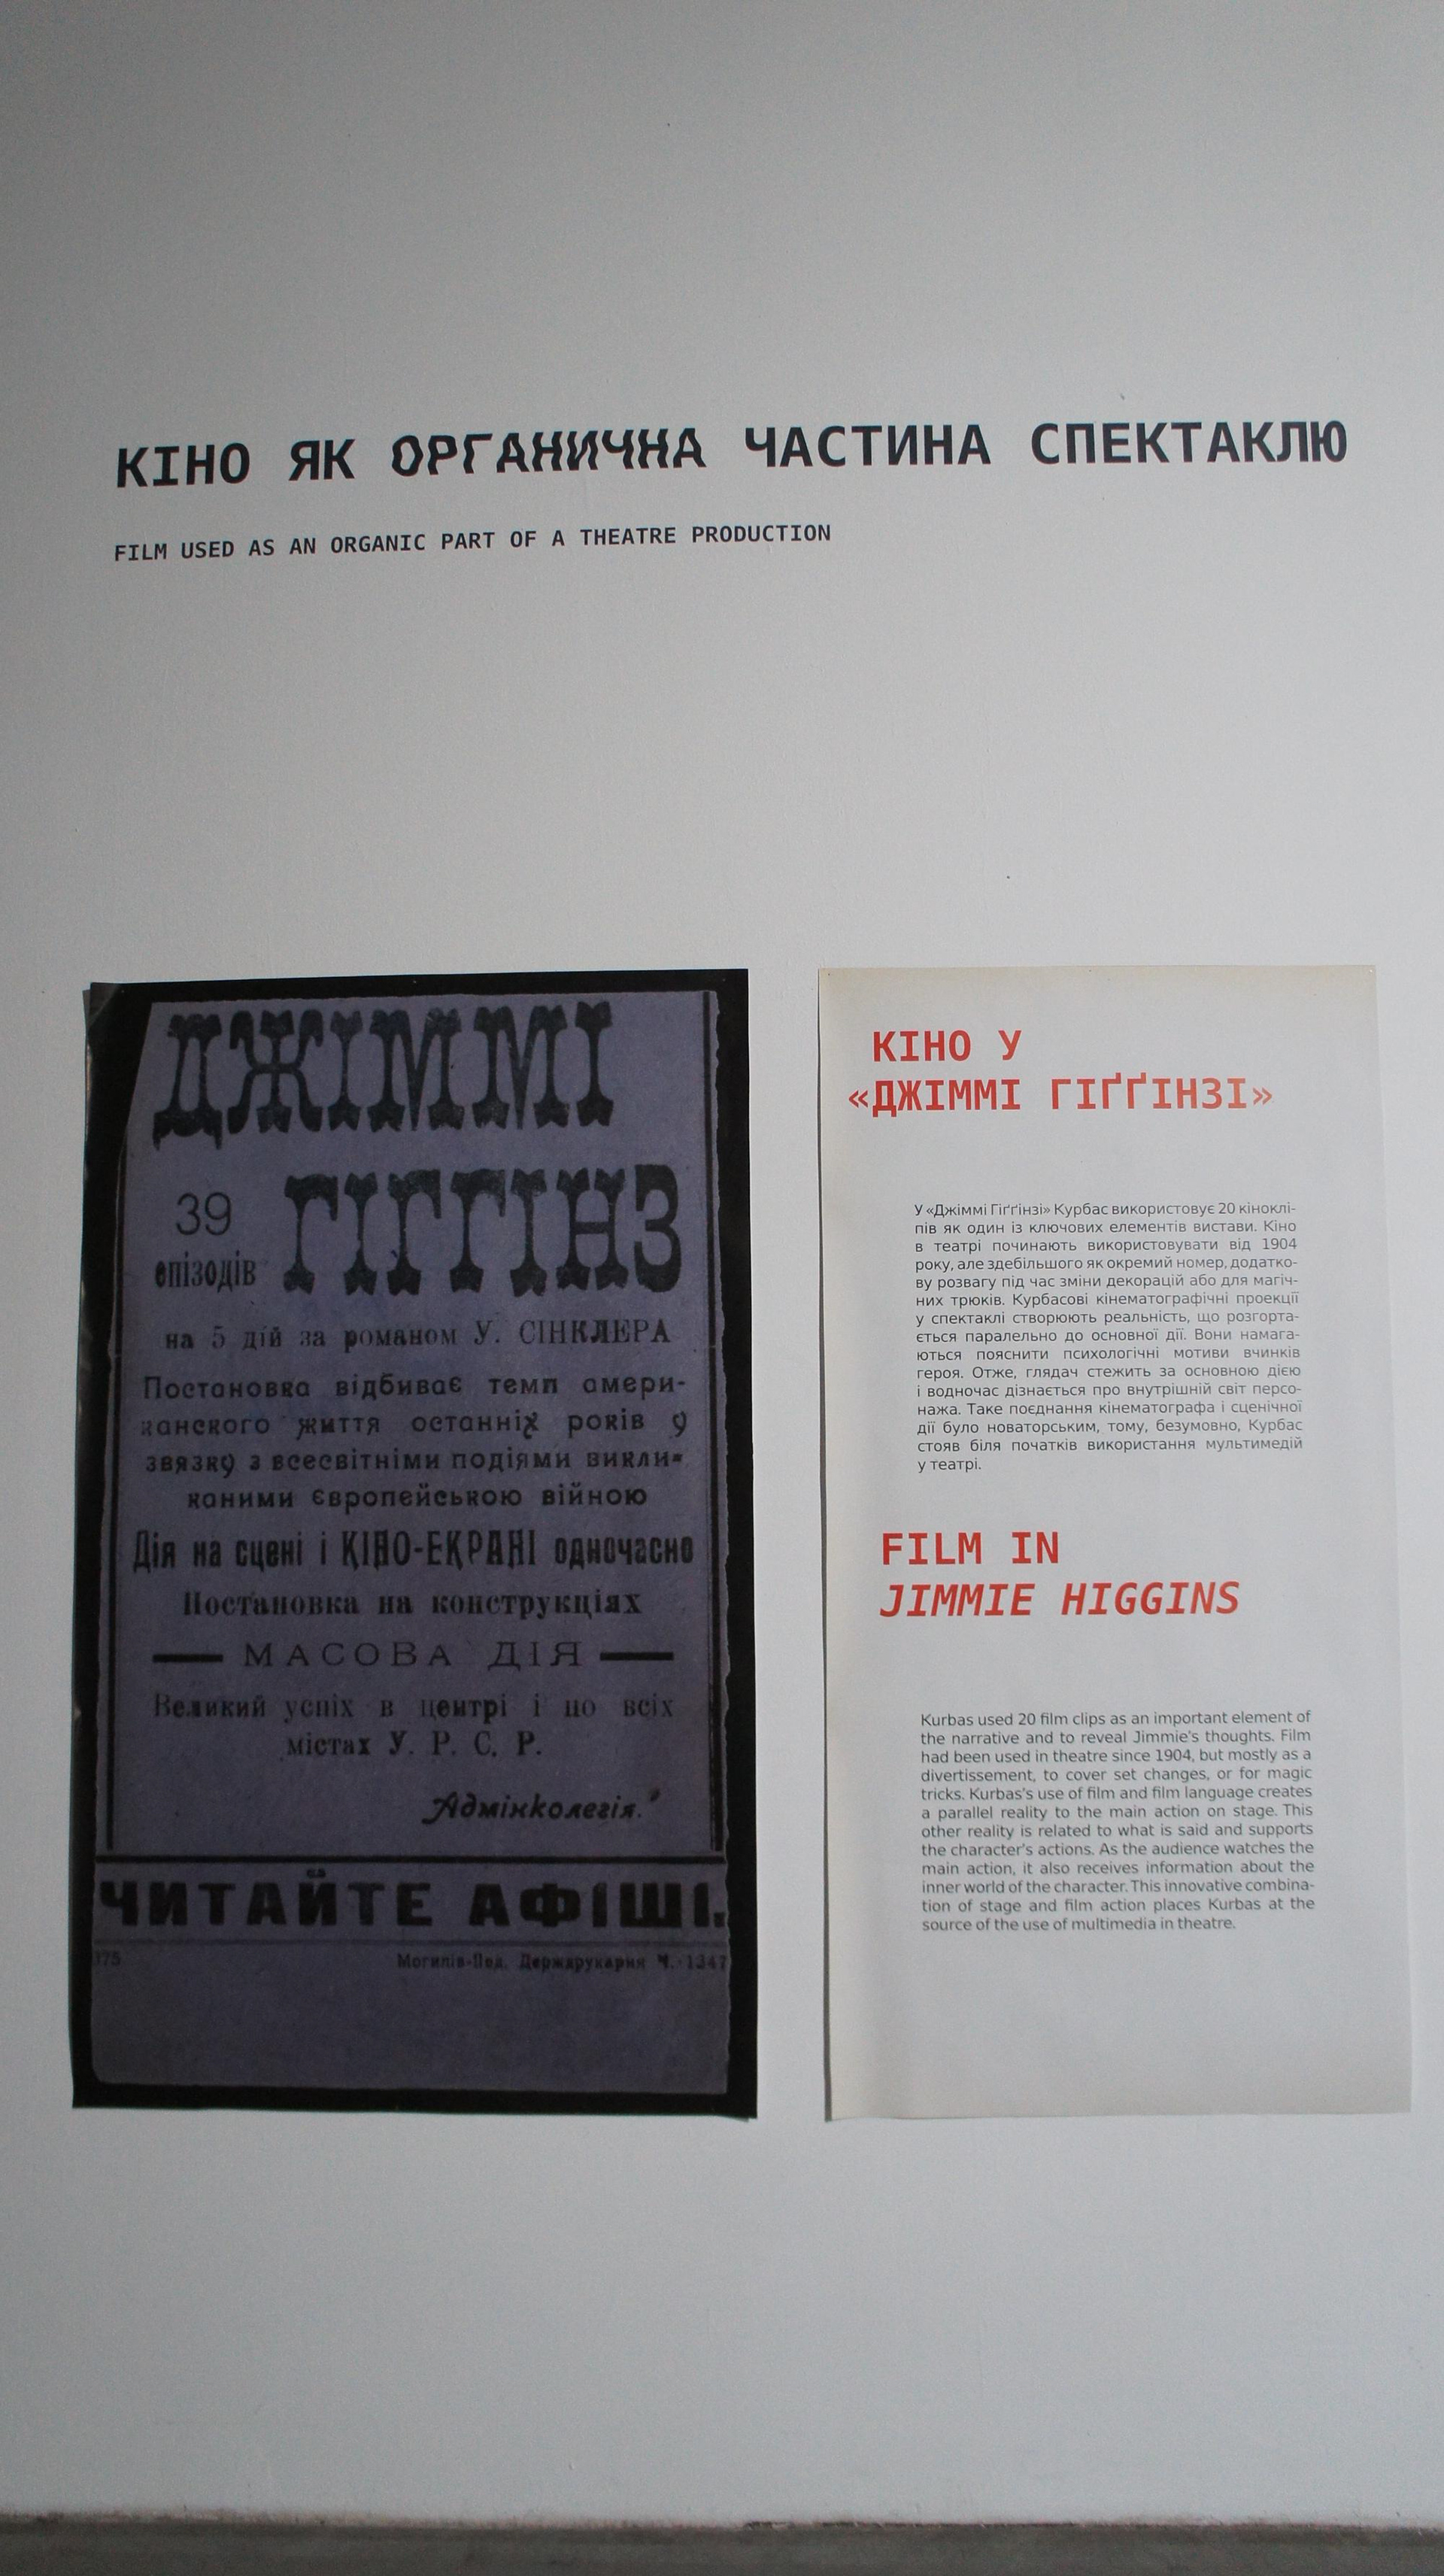 КІНО ЯК ОРГАНИЧНА ЧАСТИНА СПЕКТАКЛЮ
FILM USED AS AN ORGANIC PART OF A THEATRE PRODUCTION
ДЖІММІ
39 ГІҐҐІНЗ
епізодів
на 5 дій за романом У. СІНКЛЕРА
Постановка відбиває темп амери-
канского життя останніх років у
звязку з всесвітніми подіями викли-
каними європейською війною
Дія на сцені і КІНО-ЕКРАНІ одночасно
Постановка на конструкціях
— МАСОВА ДІЯ —
Великий успіх в центрі і по всіх
містах У. Р. С. Р.
„Адмінколегія."
ЧИТАЙТЕ АФІШІ.
375 Могилів-Под. Держдрукарня Ч. 1347
КІНО У
«ДЖІММІ ГІҐҐІНЗІ»
У «Джіммі Гіґґінзі» Курбас використовує 20 кінокլі-
пів як один із ключових елементів вистави. Кіно
в театрі починають використовувати від 1904
року, але здебільшого як окремий номер, додатко-
ву розвагу під час зміни декорацій або для магіч-
них трюків. Курбасові кінематографічні проекції
у спектаклі створюють реальність, що розгорта-
ється паралельно до основної дії. Вони намага-
ються пояснити психологічні мотиви вчинків
героя. Отже, глядач стежить за основною дією
і водночас дізнається про внутрішній світ персо-
нажа. Таке поєднання кінематографа і сценічної
дії було новаторським, тому, безумовно, Курбас
стояв біля початків використання мультимедій
у театрі.
FILM IN
JIMMIE HIGGINS
Kurbas used 20 film clips as an important element of
the narrative and to reveal Jimmie's thoughts. Film
had been used in theatre since 1904, but mostly as a
divertissement, to cover set changes, or for magic
tricks. Kurbas's use of film and film language creates
a parallel reality to the main action on stage. This
other reality is related to what is said and supports
the character's actions. As the audience watches the
main action, it also receives information about the
inner world of the character. This innovative combina-
tion of stage and film action places Kurbas at the
source of the use of multimedia in theatre.